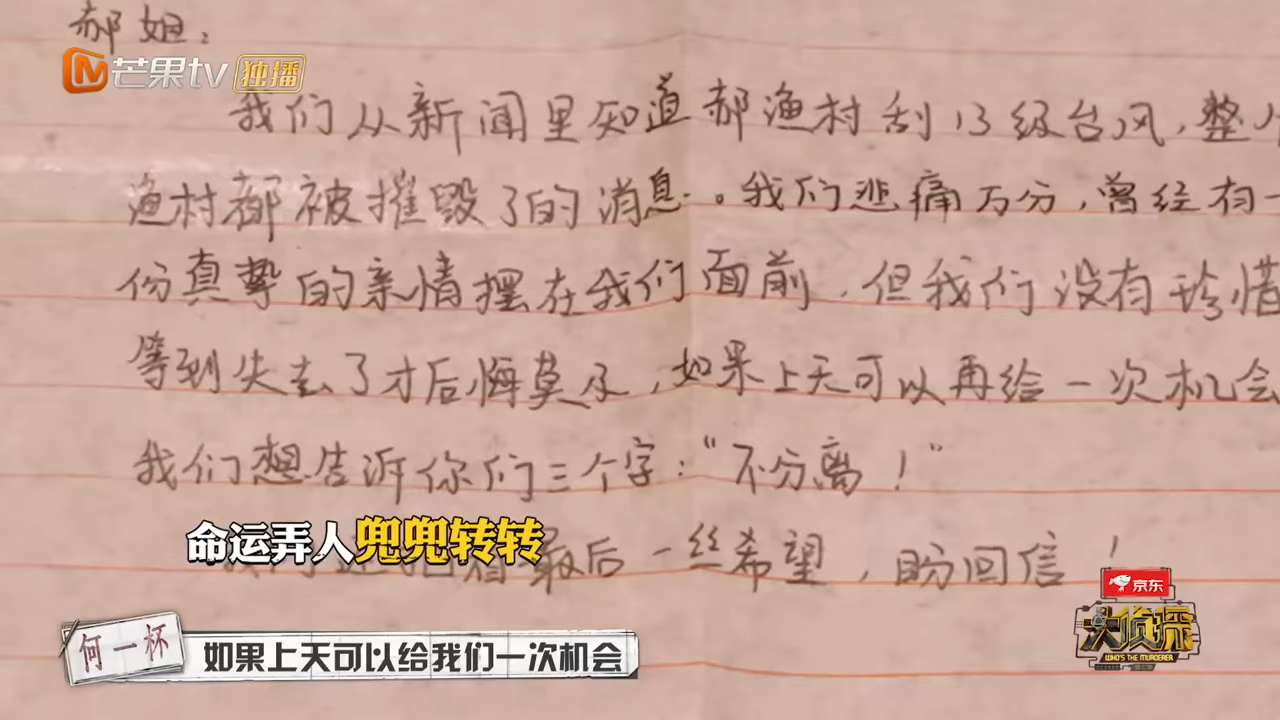 郝姐：
芒果tv 独播
我们从新闻里知道郝渔村刮13级台风，整个
渔村都被摧毁了的消息。我们悲痛万分，曾经有一
份真挚的亲情摆在我们面前，但我们没有珍惜
等到失去了才后悔莫及，如果上天可以再给一次机会
我们想告诉你们三个字：“不分离！”
最后一丝希望，盼回信！
命运弄人兜兜转转
京东
大侦探
WHO'S THE MURDERER
何一杯
如果上天可以给我们一次机会